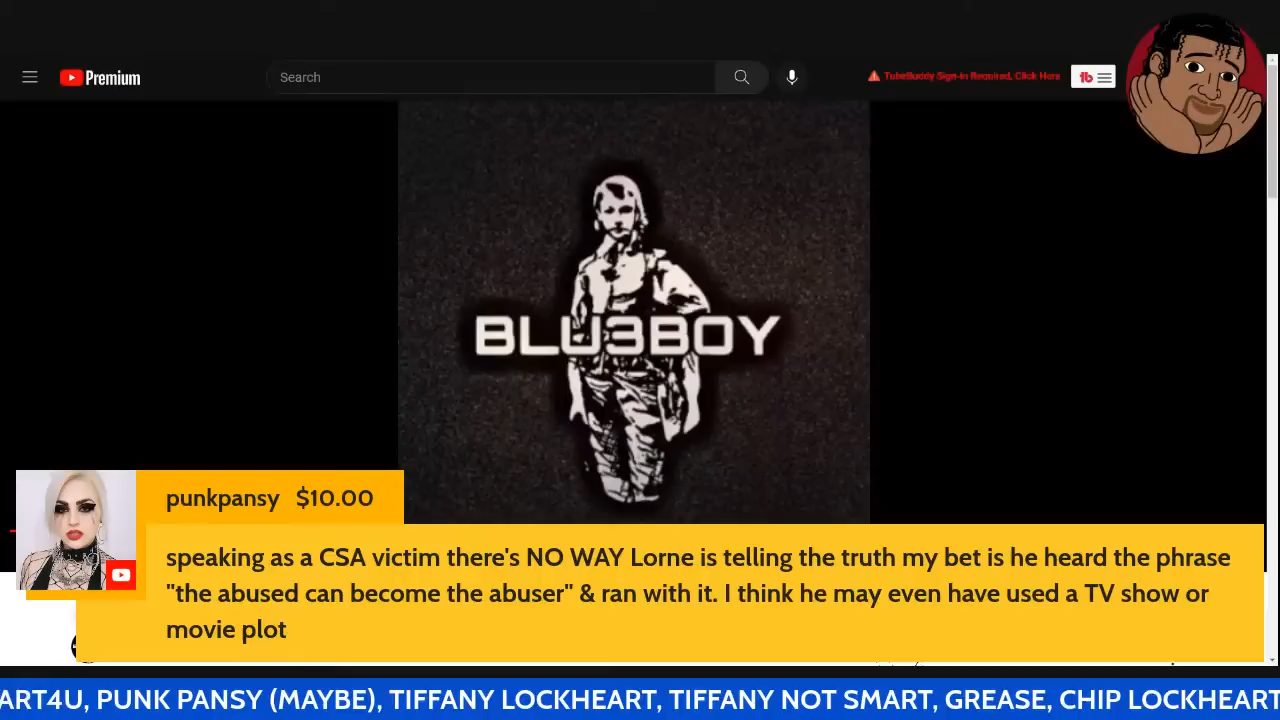 Premium
Search
TubeBuddy Sign-in Required, Click Here
tb
BLU3BOY
punkpansy $10.00
speaking as a CSA victim there's NO WAY Lorne is telling the truth my bet is he heard the phrase
"the abused can become the abuser" & ran with it. I think he may even have used a TV show or
movie plot
ART4U, PUNK PANSY (MAYBE), TIFFANY LOCKHEART, TIFFANY NOT SMART, GREASE, CHIP LOCKHEART